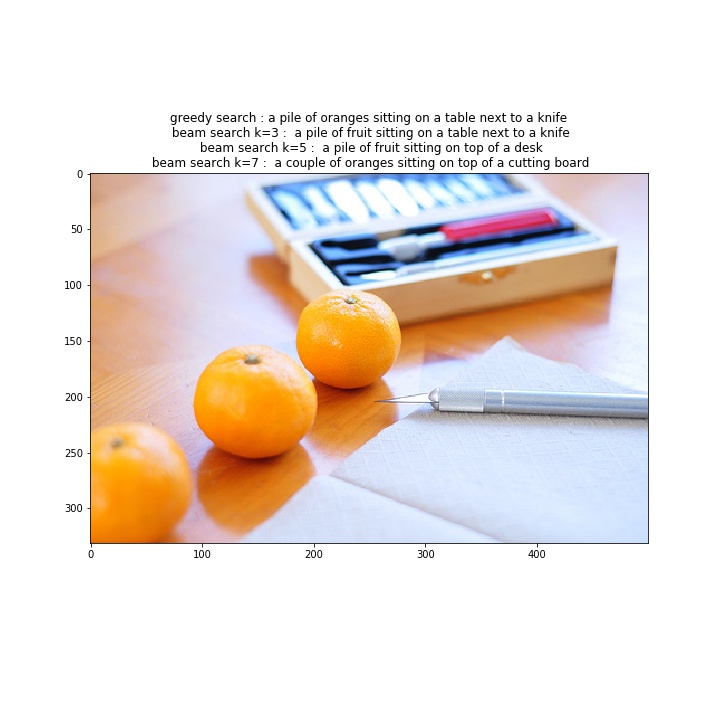 greedy search : a pile of oranges sitting on a table next to a knife
beam search k=3 :  a pile of fruit sitting on a table next to a knife
beam search k=5 :  a pile of fruit sitting on top of a desk
beam search k=7 :  a couple of oranges sitting on top of a cutting board
0
50
100
150
200
250
300
0 100 200 300 400